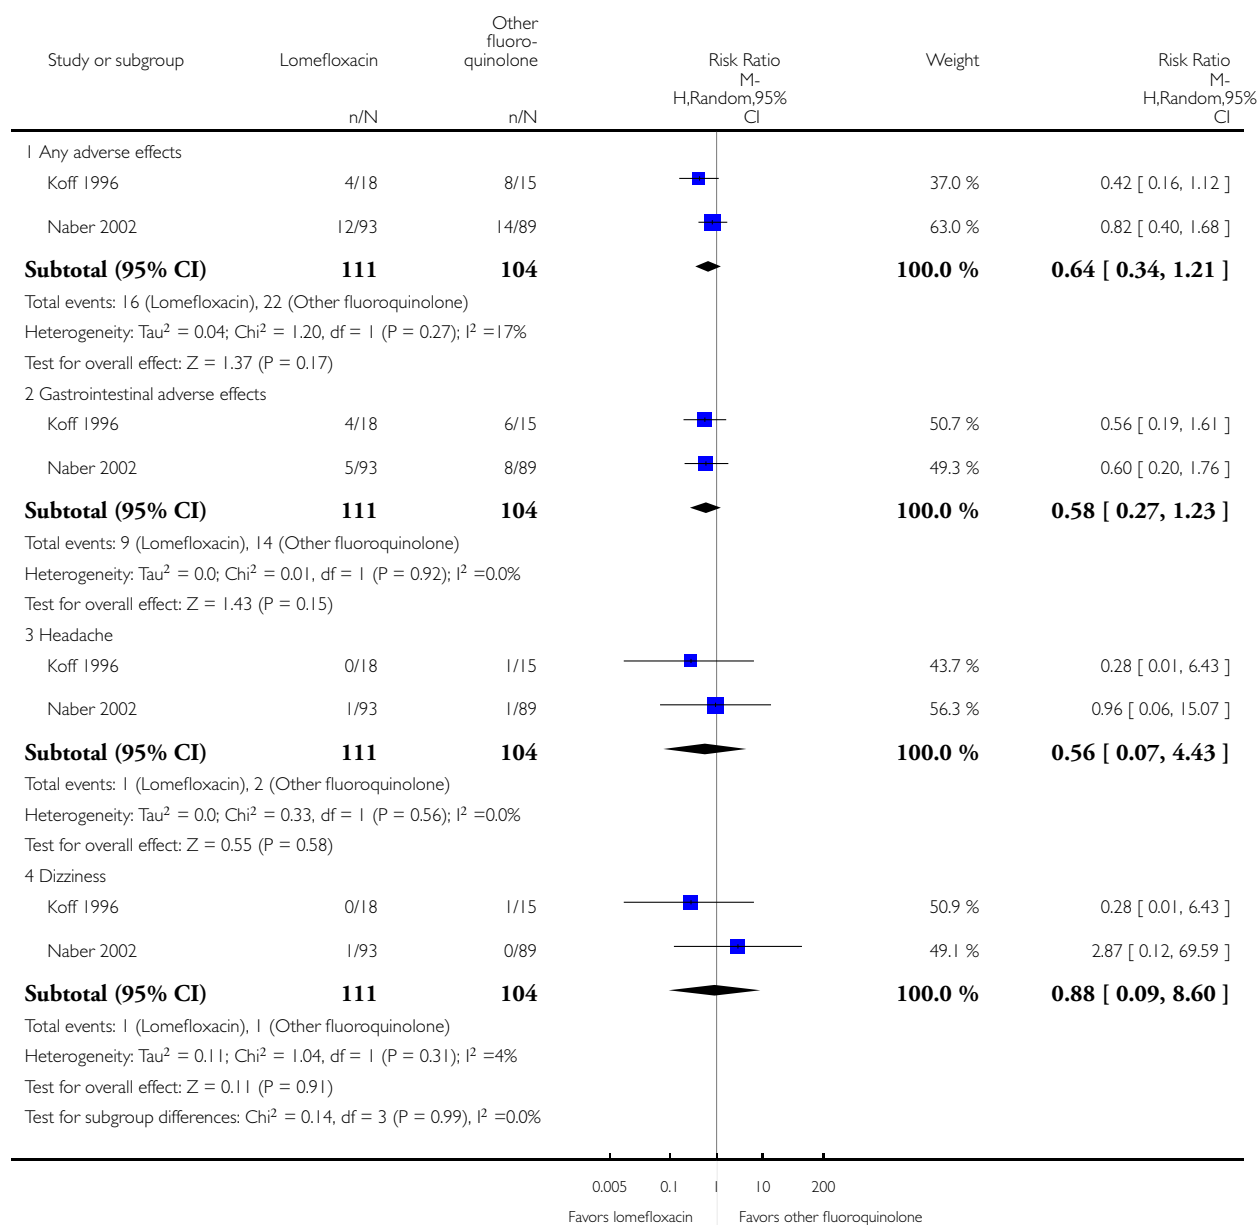 Study or subgroup Lomefloxacin Other fluoro-quinolone Risk Ratio Weight Risk Ratio
M-H,Random,95% CI M-H,Random,95% CI
n/N n/N
1 Any adverse effects
Koff 1996 4/18 8/15 37.0 % 0.42 [ 0.16, 1.12 ]
Naber 2002 12/93 14/89 63.0 % 0.82 [ 0.40, 1.68 ]
Subtotal (95% CI) 111 104 100.0 % 0.64 [ 0.34, 1.21 ]
Total events: 16 (Lomefloxacin), 22 (Other fluoroquinolone)
Heterogeneity: Tau² = 0.04; Chi² = 1.20, df = 1 (P = 0.27); I² =17%
Test for overall effect: Z = 1.37 (P = 0.17)
2 Gastrointestinal adverse effects
Koff 1996 4/18 6/15 50.7 % 0.56 [ 0.19, 1.61 ]
Naber 2002 5/93 8/89 49.3 % 0.60 [ 0.20, 1.76 ]
Subtotal (95% CI) 111 104 100.0 % 0.58 [ 0.27, 1.23 ]
Total events: 9 (Lomefloxacin), 14 (Other fluoroquinolone)
Heterogeneity: Tau² = 0.0; Chi² = 0.01, df = 1 (P = 0.92); I² =0.0%
Test for overall effect: Z = 1.43 (P = 0.15)
3 Headache
Koff 1996 0/18 1/15 43.7 % 0.28 [ 0.01, 6.43 ]
Naber 2002 1/93 1/89 56.3 % 0.96 [ 0.06, 15.07 ]
Subtotal (95% CI) 111 104 100.0 % 0.56 [ 0.07, 4.43 ]
Total events: 1 (Lomefloxacin), 2 (Other fluoroquinolone)
Heterogeneity: Tau² = 0.0; Chi² = 0.33, df = 1 (P = 0.56); I² =0.0%
Test for overall effect: Z = 0.55 (P = 0.58)
4 Dizziness
Koff 1996 0/18 1/15 50.9 % 0.28 [ 0.01, 6.43 ]
Naber 2002 1/93 0/89 49.1 % 2.87 [ 0.12, 69.59 ]
Subtotal (95% CI) 111 104 100.0 % 0.88 [ 0.09, 8.60 ]
Total events: 1 (Lomefloxacin), 1 (Other fluoroquinolone)
Heterogeneity: Tau² = 0.11; Chi² = 1.04, df = 1 (P = 0.31); I² =4%
Test for overall effect: Z = 0.11 (P = 0.91)
Test for subgroup differences: Chi² = 0.14, df = 3 (P = 0.99), I² =0.0%
0.005 0.1 1 10 200
Favors lomefloxacin Favors other fluoroquinolone